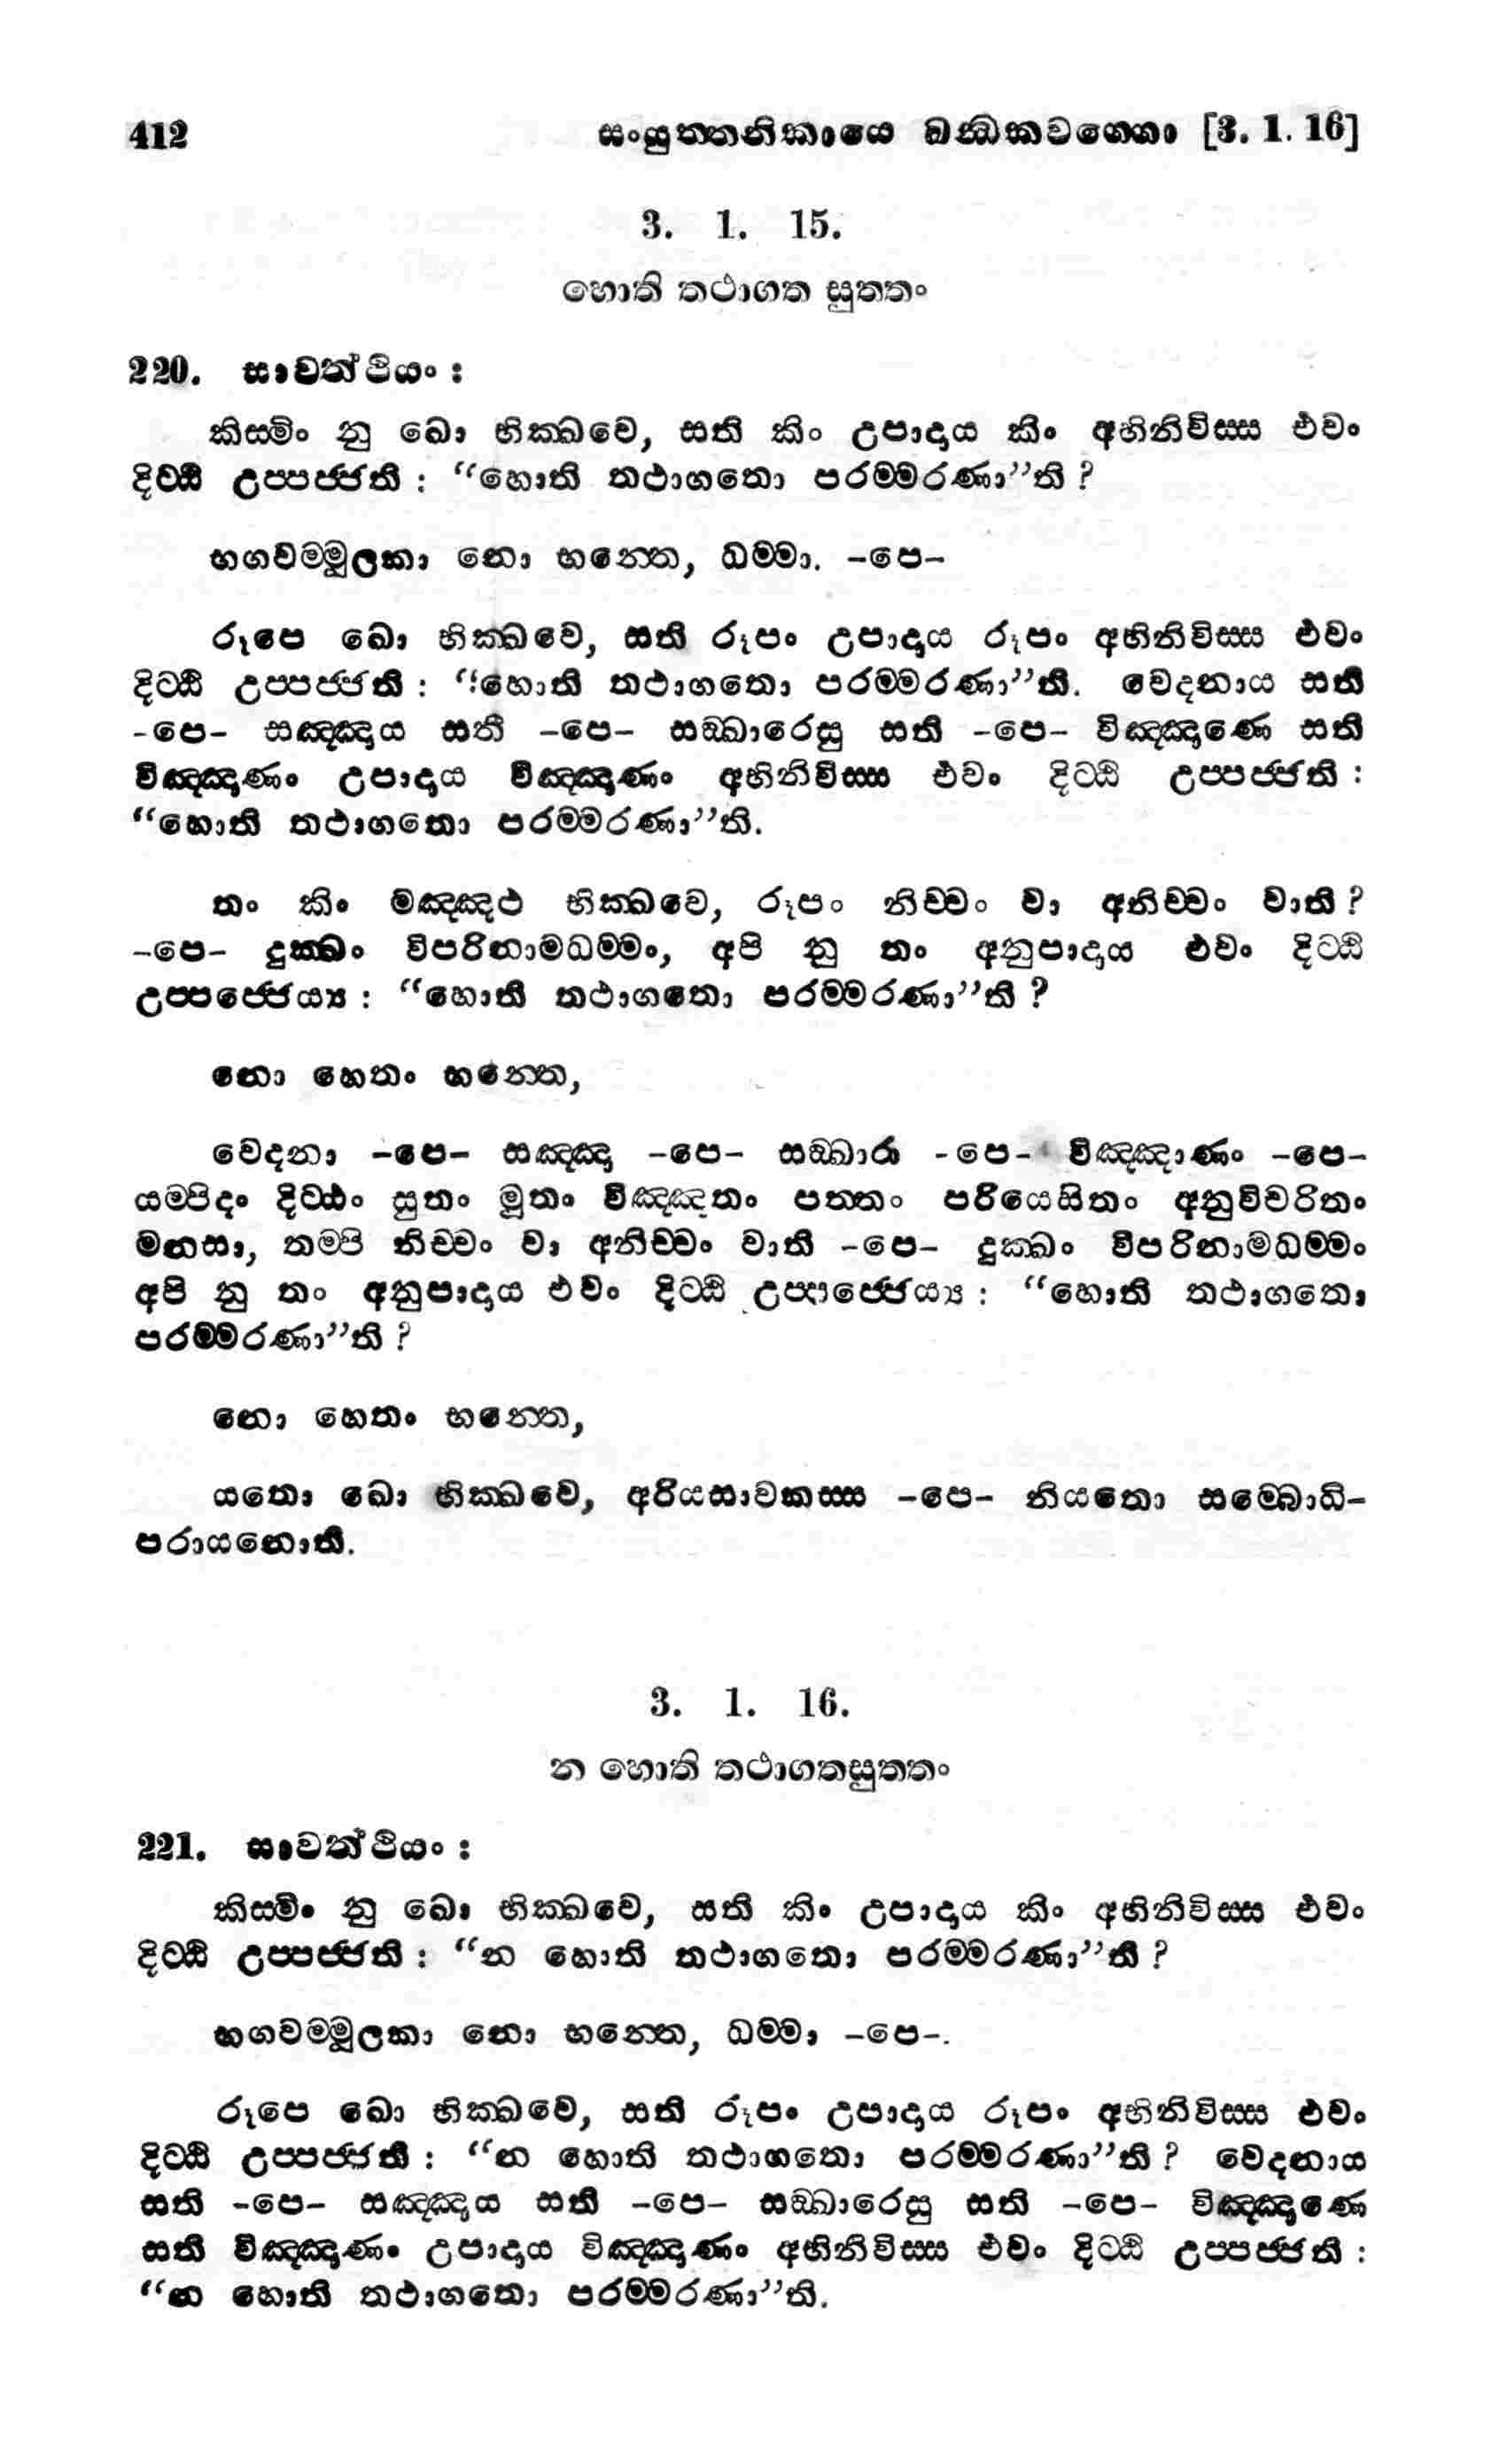 412 සංයුත්තනිකායෙ ඛන්ධකවග්ගො [3. 1. 16]
3. 1. 15.
හොති තථාගත සුත්තං
220. සාවත්ථියං :
කිස්මිං නු ඛො භික්ඛවෙ, සති කිං උපාදාය කිං අභිනිවිස්ස එවං
දිට්ඨි උප්පජ්ජති : “හොති තථාගතො පරම්මරණා”ති ?
භගවම්මූලකා නො භන්තෙ, ධම්මා. -පෙ-
රූපෙ ඛො භික්ඛවෙ, සති රූපං උපාදාය රූපං අභිනිවිස්ස එවං
දිට්ඨි උප්පජ්ජති : “හොති තථාගතො පරම්මරණා”ති. වෙදනාය සති
-පෙ- සඤ්ඤාය සති -පෙ- සඞ්ඛාරෙසු සති -පෙ- විඤ්ඤාණෙ සති
විඤ්ඤාණං උපාදාය විඤ්ඤාණං අභිනිවිස්ස එවං දිට්ඨි උප්පජ්ජති :
“හොති තථාගතො පරම්මරණා”ති.
තං කිං මඤ්ඤථ භික්ඛවෙ, රූපං නිච්චං වා අනිච්චං වාති ?
-පෙ- දුක්ඛං විපරිනාමධම්මං, අපි නු තං අනුපාදාය එවං දිට්ඨි
උප්පජ්ජෙය්‍ය : “හොති තථාගතො පරම්මරණා”ති ?
නො හෙතං භන්තෙ,
වෙදනා -පෙ- සඤ්ඤා -පෙ- සඞ්ඛාරා -පෙ- විඤ්ඤාණං -පෙ-
යම්පිදං දිට්ඨං සුතං මූතං විඤ්ඤතං පත්තං පරියෙසිතං අනුවිචරිතං
මනසා, තම්පි නිච්චං වා අනිච්චං වාති -පෙ- දුක්ඛං විපරිනාමධම්මං
අපි නු තං අනුපාදාය එවං දිට්ඨි උප්පජ්ජෙය්‍ය : “හොති තථාගතො
පරම්මරණා”ති ?
නො හෙතං භන්තෙ,
යතො ඛො භික්ඛවෙ, අරියසාවකස්ස -පෙ- නියතො සම්බොධි-
පරායනොති.
3. 1. 16.
න හොති තථාගතසුත්තං
221. සාවත්ථියං :
කිස්මිං නු ඛො භික්ඛවෙ, සති කිං උපාදාය කිං අභිනිවිස්ස එවං
දිට්ඨි උප්පජ්ජති : “න හොති තථාගතො පරම්මරණා”ති ?
භගවම්මූලකා නො භන්තෙ, ධම්මා -පෙ-.
රූපෙ ඛො භික්ඛවෙ, සති රූපං උපාදාය රූපං අභිනිවිස්ස එවං
දිට්ඨි උප්පජ්ජති : “න හොති තථාගතො පරම්මරණා”ති ? වෙදනාය
සති -පෙ- සඤ්ඤාය සති -පෙ- සඞ්ඛාරෙසු සති -පෙ- විඤ්ඤාණෙ
සති විඤ්ඤාණං උපාදාය විඤ්ඤාණං අභිනිවිස්ස එවං දිට්ඨි උප්පජ්ජති :
“න හොති තථාගතො පරම්මරණා”ති.